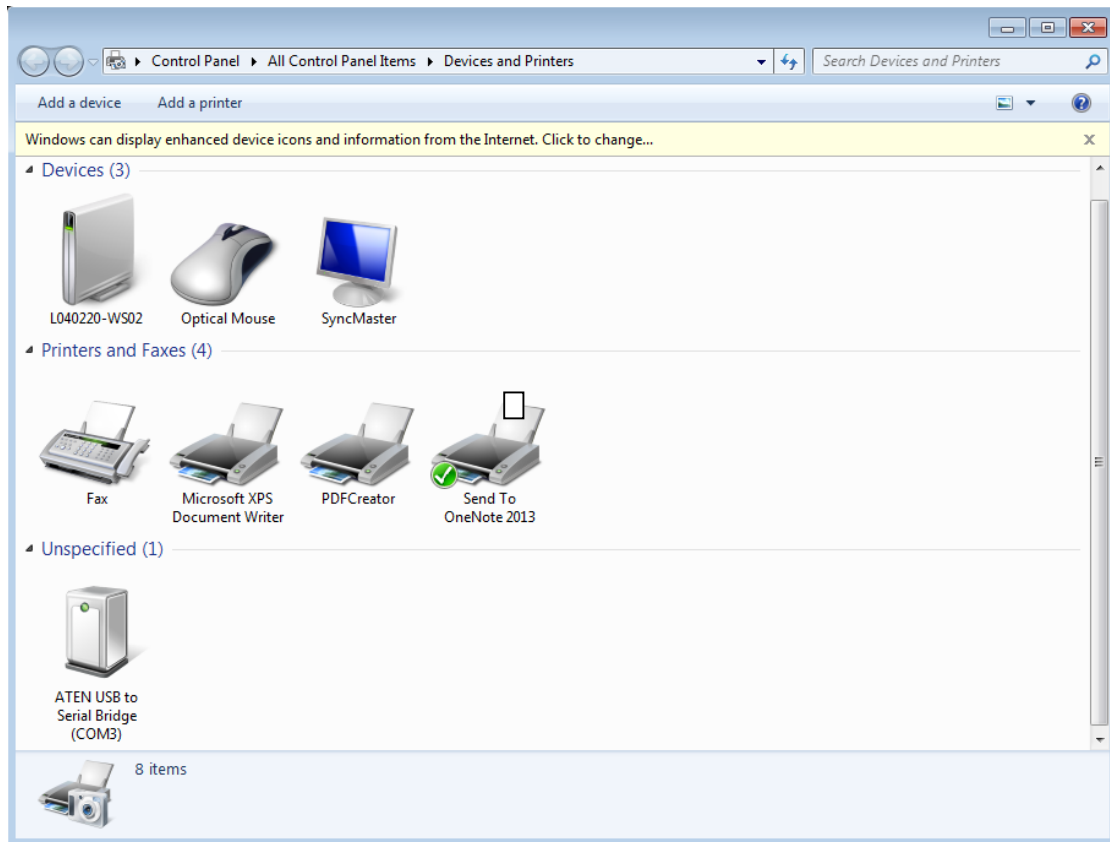 Control Panel ▸ All Control Panel Items ▸ Devices and Printers
Search Devices and Printers
Add a device Add a printer
Windows can display enhanced device icons and information from the Internet. Click to change...
Devices (3)
L040220-WS02
Optical Mouse
SyncMaster
Printers and Faxes (4)
Fax
Microsoft XPS
Document Writer
PDFCreator
Send To
OneNote 2013
Unspecified (1)
ATEN USB to
Serial Bridge
(COM3)
8 items